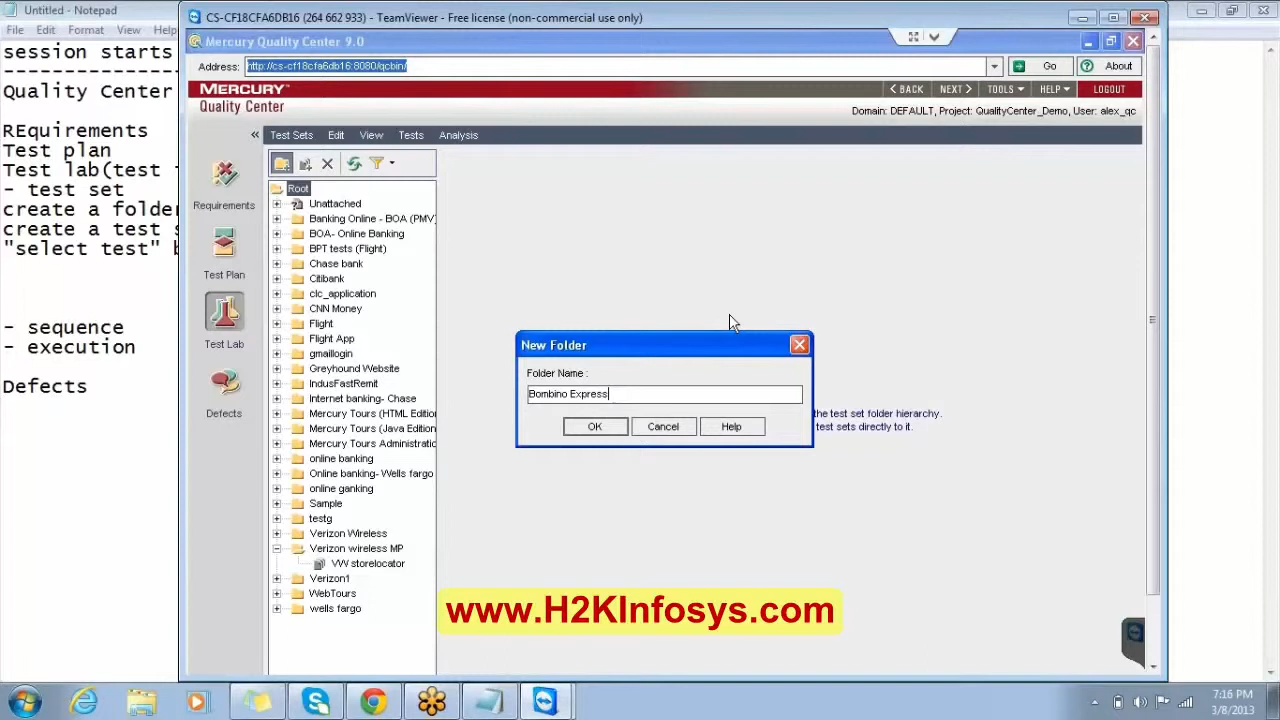 Untitled - Notepad
File Edit Format View Help
session starts
--------------
Quality Center
REquirements
Test plan
Test lab(test
- test set
create a folder
create a test s
"select test" b
- sequence
- execution
Defects
CS-CF18CFA6DB16 (264 662 933) - TeamViewer - Free license (non-commercial use only)
Mercury Quality Center 9.0
Address: http://cs-cf18cfa6db16:8080/qcbin/ Go About
MERCURY BACK NEXT TOOLS HELP LOGOUT
Quality Center
Domain: DEFAULT, Project: QualityCenter_Demo, User: alex_qc
Test Sets Edit View Tests Analysis
Requirements
Test Plan
Test Lab
Defects
Root
Unattached
Banking Online - BOA (PMV)
BOA- Online Banking
BPT tests (Flight)
Chase bank
Citibank
clc_application
CNN Money
Flight
Flight App
gmaillogin
Greyhound Website
IndusFastRemit
Internet banking- Chase
Mercury Tours (HTML Edition
Mercury Tours (Java Edition
Mercury Tours Administratic
online banking
Online banking- Wells fargo
online ganking
Sample
testg
Verizon Wireless
Verizon wireless MP
VW storelocator
Verizon1
WebTours
wells fargo
New Folder
Folder Name :
Bombino Express
OK Cancel Help
the test set folder hierarchy.
test sets directly to it.
www.H2KInfosys.com
7:16 PM
3/8/2013